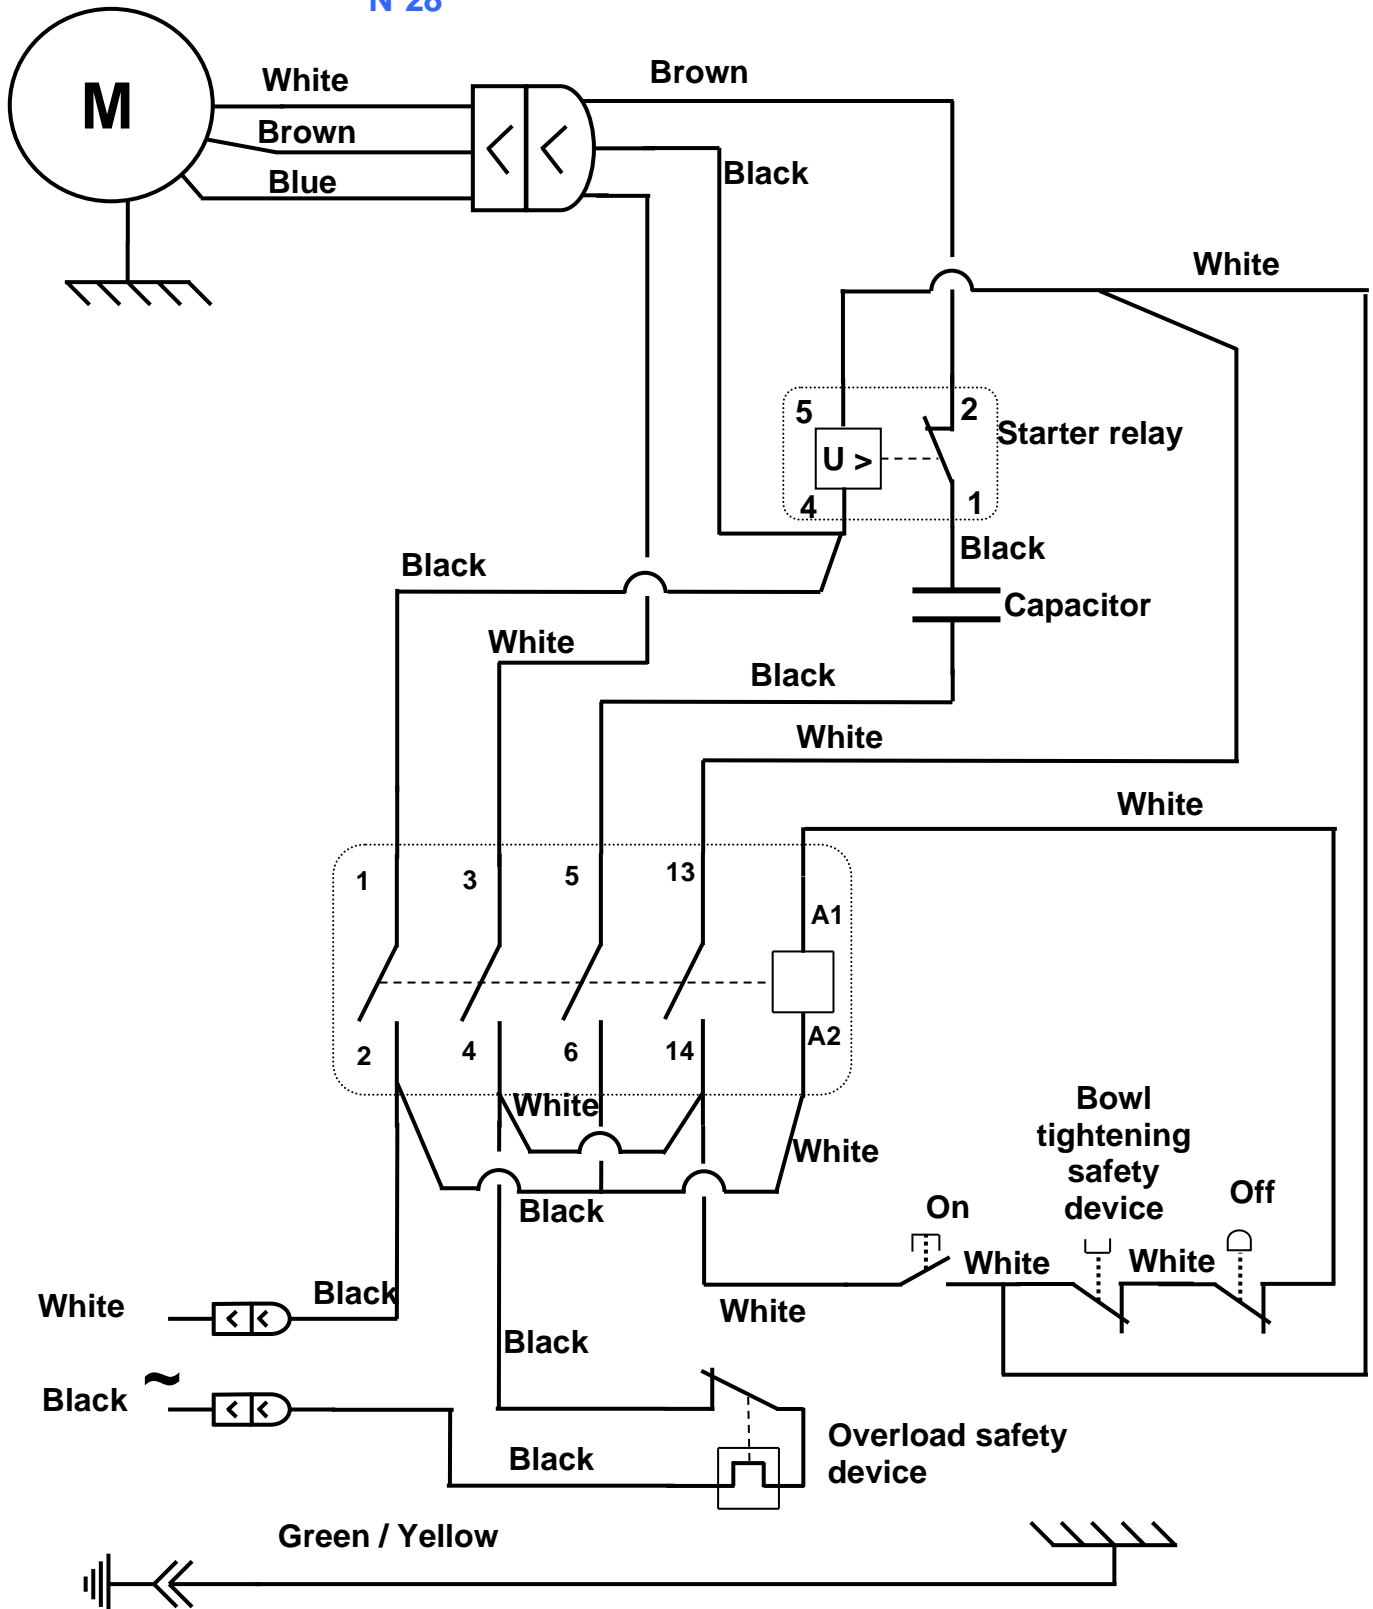 N°28
M
White
Brown
Blue
Brown
Black
White
5
2
Starter relay
U >
4
1
Black
Black
Capacitor
White
Black
White
White
1
3
5
13
A1
2
4
6
14
A2
White
White
Black
Bowl
tightening
safety
device
On
Off
White
White
White
White
Black
Black
~
Black
Black
Overload safety
device
Green / Yellow